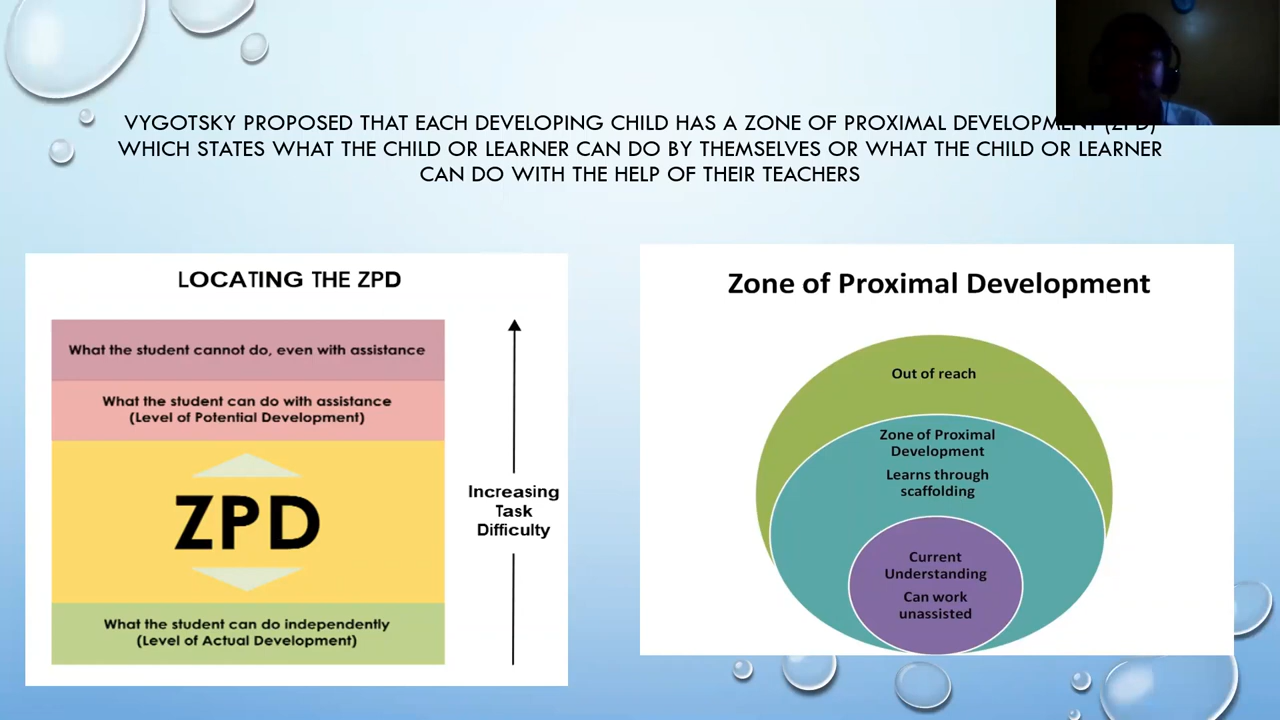 VYGOTSKY PROPOSED THAT EACH DEVELOPING CHILD HAS A ZONE OF PROXIMAL DEVELOPMENT (ZPD)
WHICH STATES WHAT THE CHILD OR LEARNER CAN DO BY THEMSELVES OR WHAT THE CHILD OR LEARNER
CAN DO WITH THE HELP OF THEIR TEACHERS
LOCATING THE ZPD
What the student cannot do, even with assistance
What the student can do with assistance
(Level of Potential Development)
ZPD
What the student can do independently
(Level of Actual Development)
Increasing
Task
Difficulty
Zone of Proximal Development
Out of reach
Zone of Proximal
Development
Learns through
scaffolding
Current
Understanding
Can work
unassisted